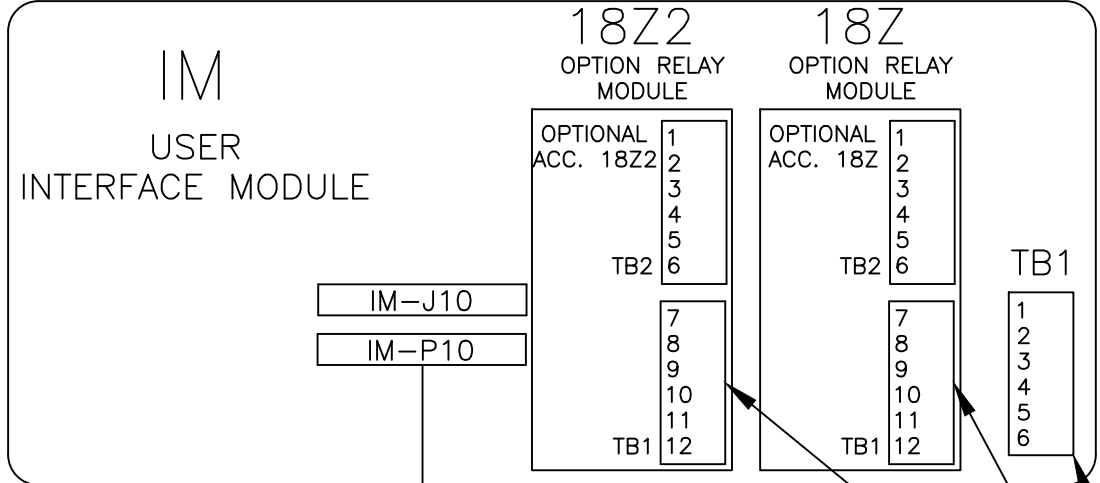 IM
USER
INTERFACE MODULE
IM-J10
IM-P10
18Z2
OPTION RELAY
MODULE
OPTIONAL
ACC. 18Z2
1
2
3
4
5
TB2 6
7
8
9
10
11
TB1 12
18Z
OPTION RELAY
MODULE
OPTIONAL
ACC. 18Z
1
2
3
4
5
TB2 6
7
8
9
10
11
TB1 12
TB1
1
2
3
4
5
6